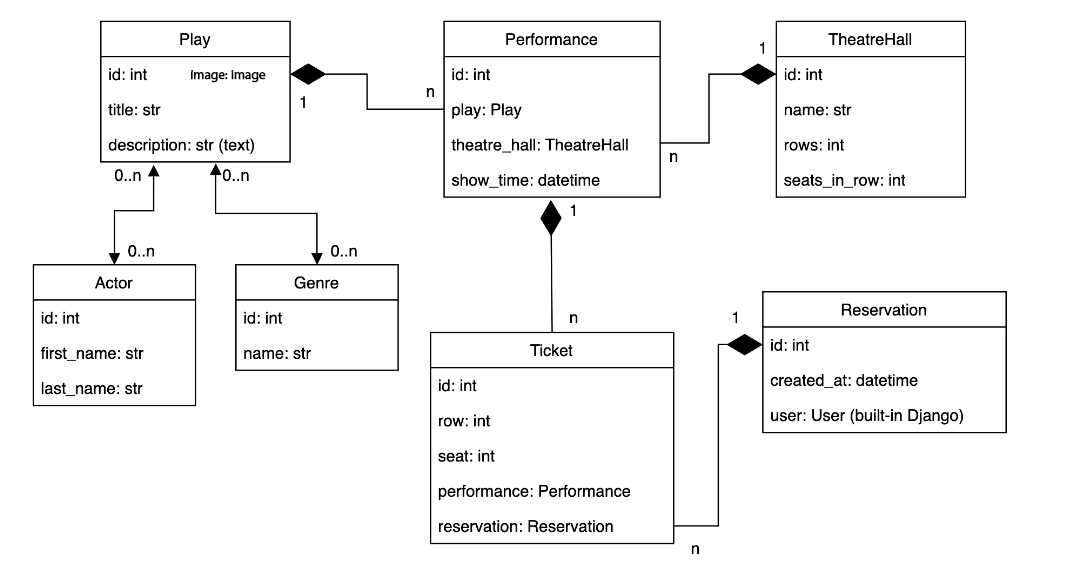 Play
id: int Image: Image
title: str
description: str (text)
1
n
Performance
id: int
play: Play
theatre_hall: TheatreHall
show_time: datetime
1
n
TheatreHall
id: int
name: str
rows: int
seats_in_row: int
0..n
0..n
0..n
0..n
Actor
id: int
first_name: str
last_name: str
Genre
id: int
name: str
1
n
Ticket
id: int
row: int
seat: int
performance: Performance
reservation: Reservation
1
n
Reservation
id: int
created_at: datetime
user: User (built-in Django)